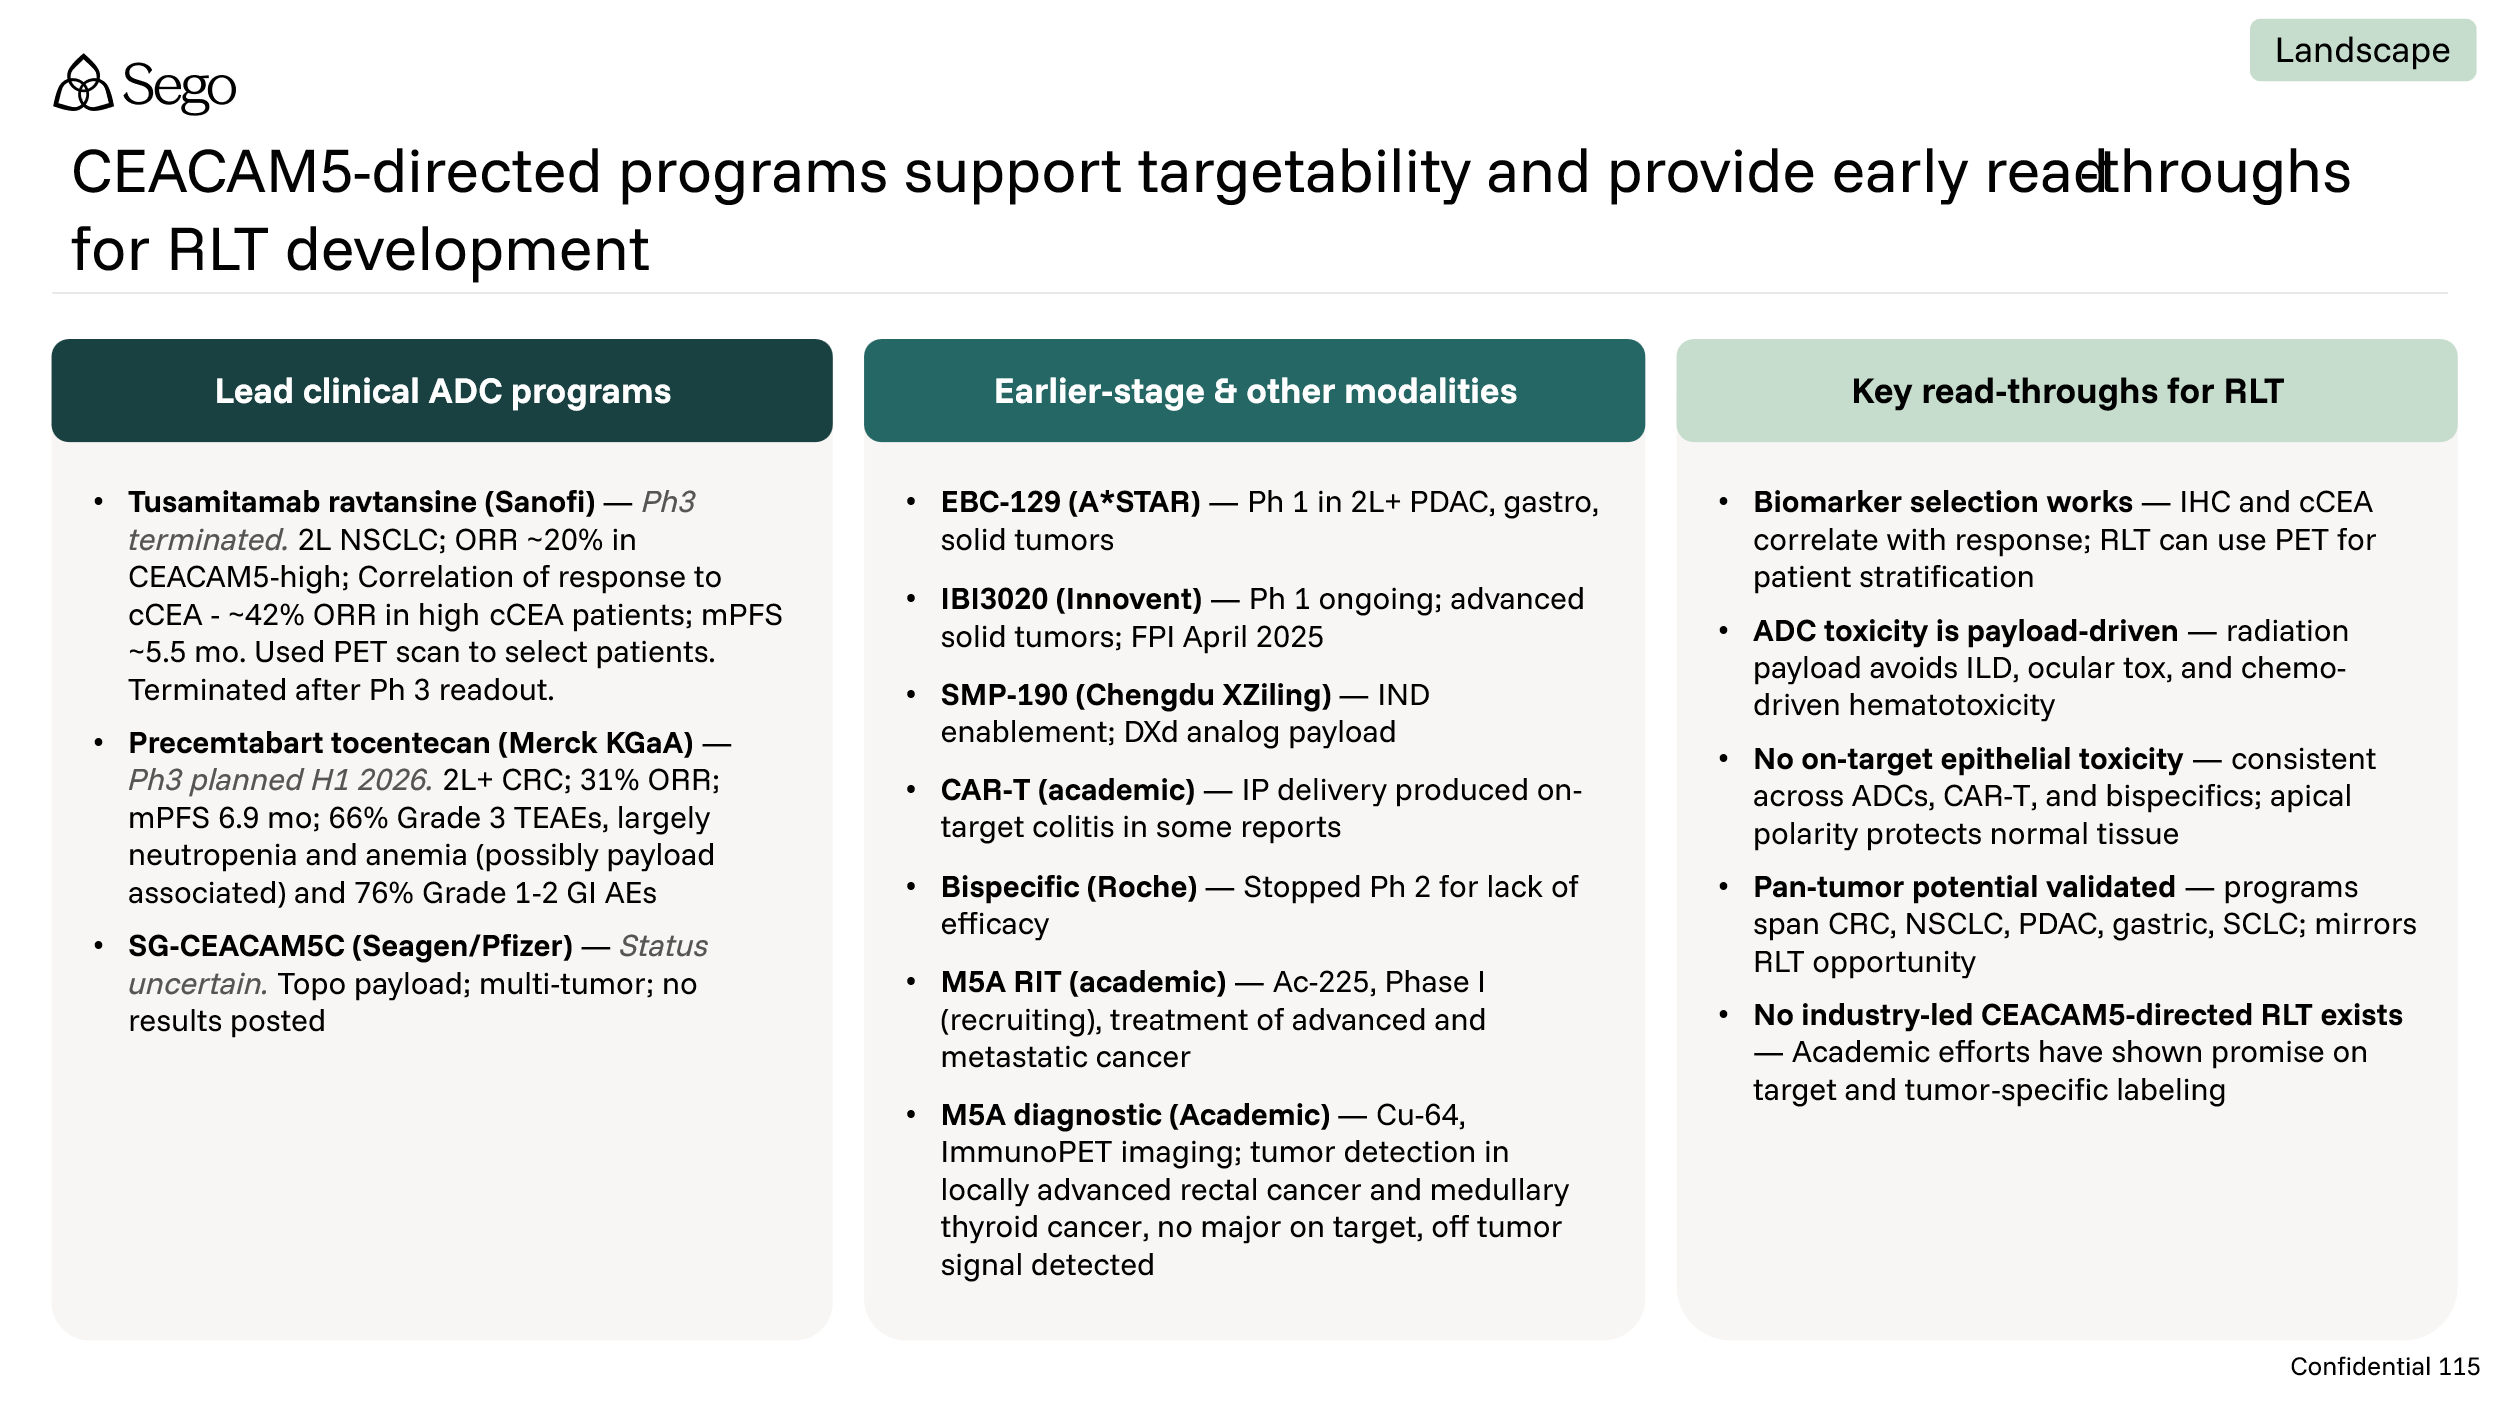 Landscape
Sego
CEACAM5-directed programs support targetability and provide early read-throughs
for RLT development
Lead clinical ADC programs
• Tusamitamab ravtansine (Sanofi) — Ph3
terminated. 2L NSCLC; ORR ~20% in
CEACAM5-high; Correlation of response to
cCEA - ~42% ORR in high cCEA patients; mPFS
~5.5 mo. Used PET scan to select patients.
Terminated after Ph 3 readout.
• Precemtabart tocentecan (Merck KGaA) —
Ph3 planned H1 2026. 2L+ CRC; 31% ORR;
mPFS 6.9 mo; 66% Grade 3 TEAEs, largely
neutropenia and anemia (possibly payload
associated) and 76% Grade 1-2 GI AEs
• SG-CEACAM5C (Seagen/Pfizer) — Status
uncertain. Topo payload; multi-tumor; no
results posted
Earlier-stage & other modalities
• EBC-129 (A*STAR) — Ph 1 in 2L+ PDAC, gastro,
solid tumors
• IBI3020 (Innovent) — Ph 1 ongoing; advanced
solid tumors; FPI April 2025
• SMP-190 (Chengdu XZiling) — IND
enablement; DXd analog payload
• CAR-T (academic) — IP delivery produced on-
target colitis in some reports
• Bispecific (Roche) — Stopped Ph 2 for lack of
efficacy
• M5A RIT (academic) — Ac-225, Phase I
(recruiting), treatment of advanced and
metastatic cancer
• M5A diagnostic (Academic) — Cu-64,
ImmunoPET imaging; tumor detection in
locally advanced rectal cancer and medullary
thyroid cancer, no major on target, off tumor
signal detected
Key read-throughs for RLT
• Biomarker selection works — IHC and cCEA
correlate with response; RLT can use PET for
patient stratification
• ADC toxicity is payload-driven — radiation
payload avoids ILD, ocular tox, and chemo-
driven hematotoxicity
• No on-target epithelial toxicity — consistent
across ADCs, CAR-T, and bispecifics; apical
polarity protects normal tissue
• Pan-tumor potential validated — programs
span CRC, NSCLC, PDAC, gastric, SCLC; mirrors
RLT opportunity
• No industry-led CEACAM5-directed RLT exists
— Academic efforts have shown promise on
target and tumor-specific labeling
Confidential 115